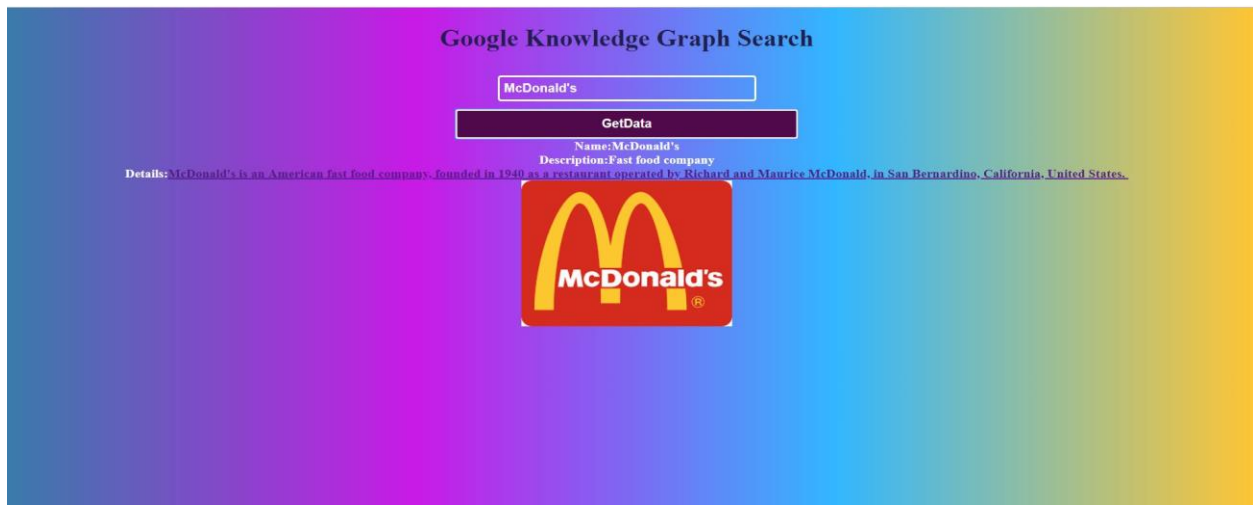 Google Knowledge Graph Search
McDonald's
GetData
Name:McDonald's
Description:Fast food company
Details:McDonald's is an American fast food company, founded in 1940 as a restaurant operated by Richard and Maurice McDonald, in San Bernardino, California, United States.
McDonald's
®